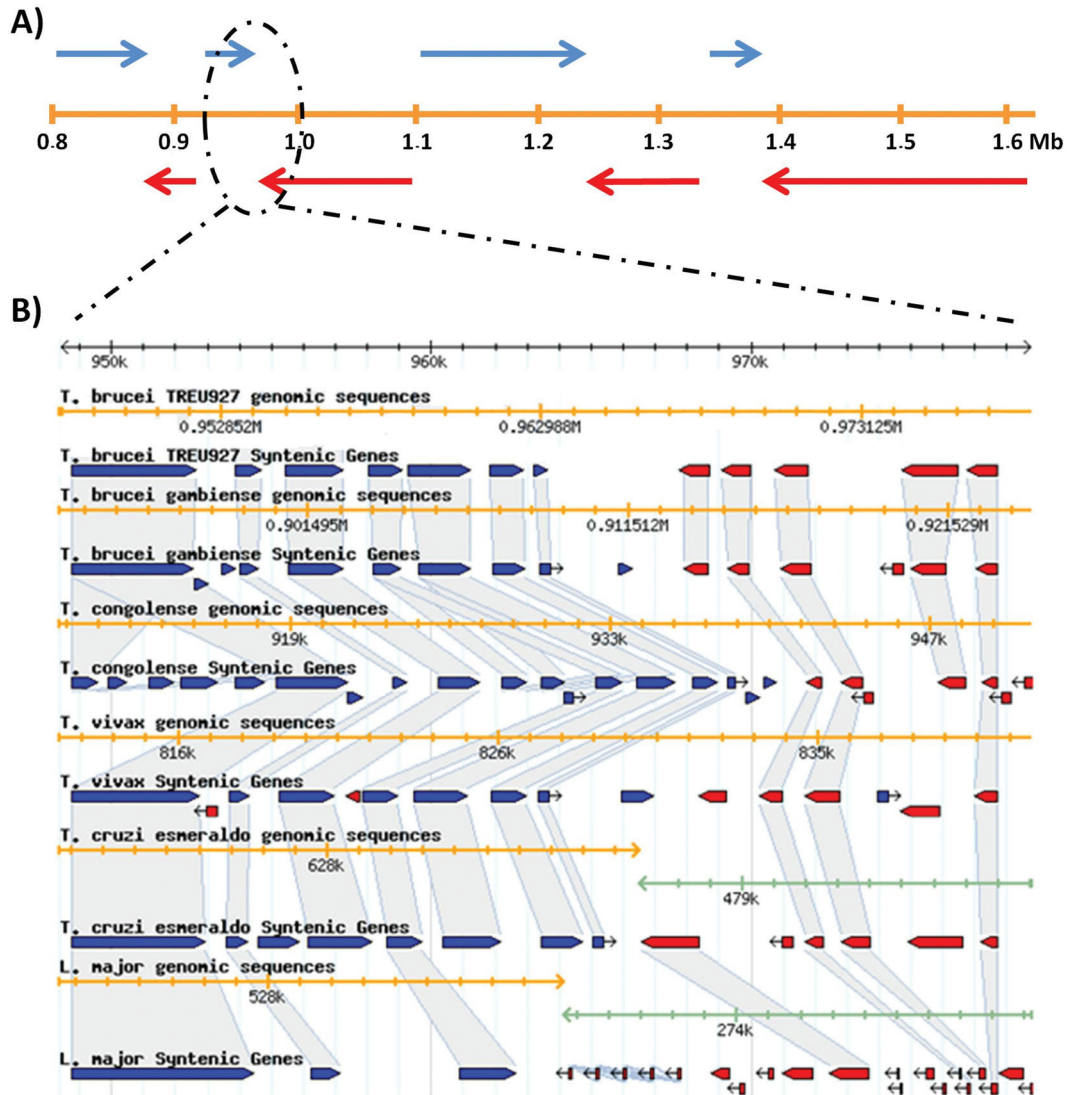 A)
0.8 0.9 1.0 1.1 1.2 1.3 1.4 1.5 1.6 Mb
B)
950k 960k 970k
T. brucei TREU927 genomic sequences
0.952852M 0.962988M 0.973125M
T. brucei TREU927 Syntenic Genes
T. brucei gambiense genomic sequences
0.901495M 0.911512M 0.921529M
T. brucei gambiense Syntenic Genes
T. congolense genomic sequences
919k 933k 947k
T. congolense Syntenic Genes
T. vivax genomic sequences
816k 826k 835k
T. vivax Syntenic Genes
T. cruzi esmeraldo genomic sequences
628k
479k
T. cruzi esmeraldo Syntenic Genes
L. major genomic sequences
528k
274k
L. major Syntenic Genes